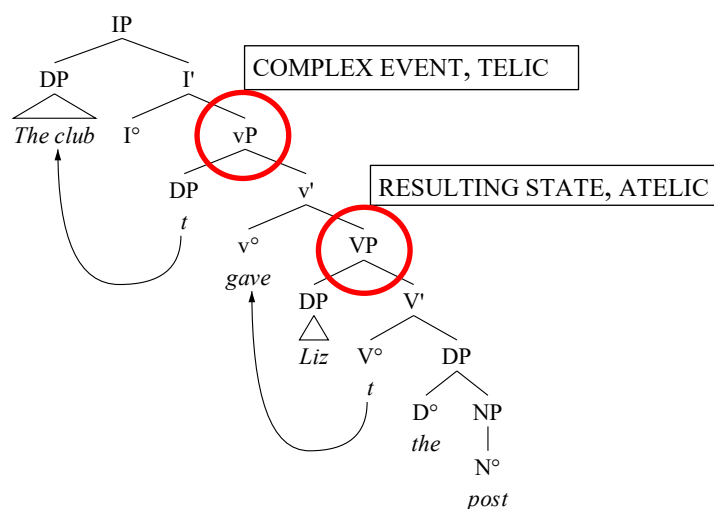 IP
DP I'
COMPLEX EVENT, TELIC
The club I° vP
DP v'
RESULTING STATE, ATELIC
t v° VP
gave DP V'
Liz V° DP
t D° NP
the N°
post